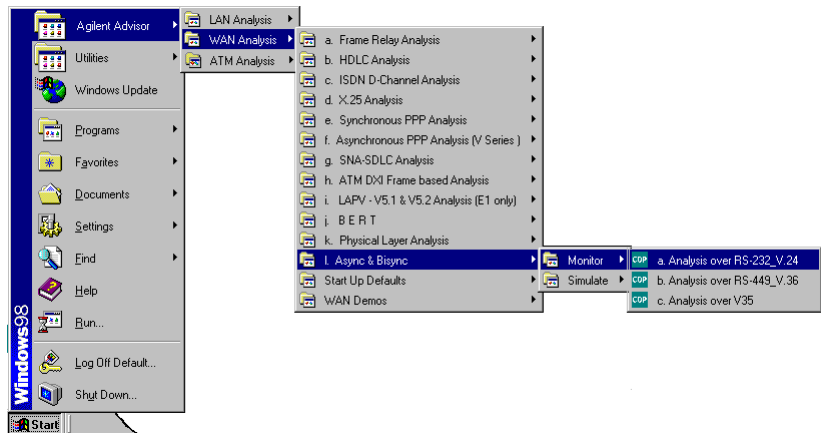 Agilent Advisor
Utilities
Windows Update
Programs
Favorites
Documents
Settings
Find
Help
Run...
Log Off Default...
Shut Down...
Windows98
Start
LAN Analysis
WAN Analysis
ATM Analysis
a. Frame Relay Analysis
b. HDLC Analysis
c. ISDN D-Channel Analysis
d. X.25 Analysis
e. Synchronous PPP Analysis
f. Asynchronous PPP Analysis (V Series )
g. SNA-SDLC Analysis
h. ATM DXI Frame based Analysis
i. LAPV - V5.1 & V5.2 Analysis (E1 only)
j. B E R T
k. Physical Layer Analysis
l. Async & Bisync
Start Up Defaults
WAN Demos
Monitor
Simulate
CDP a. Analysis over RS-232_V.24
CDP b. Analysis over RS-449_V.36
CDP c. Analysis over V35